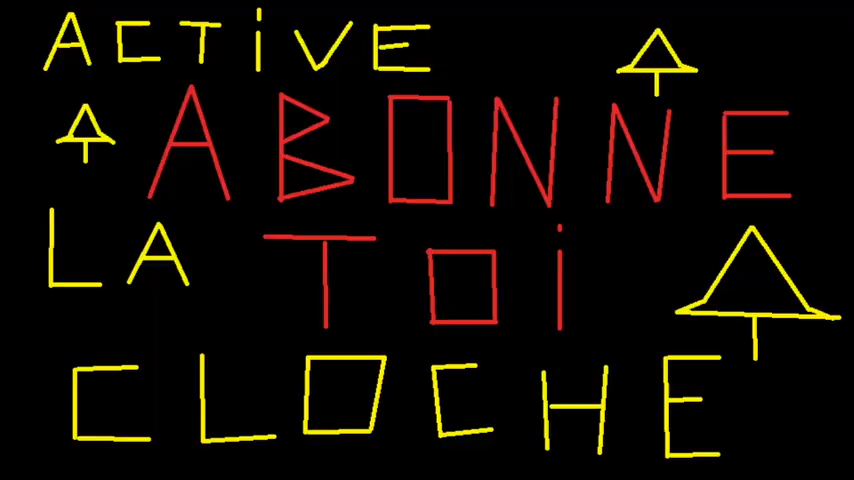 ACTiVE
ABONNE
LA
TOi
CLOCHE